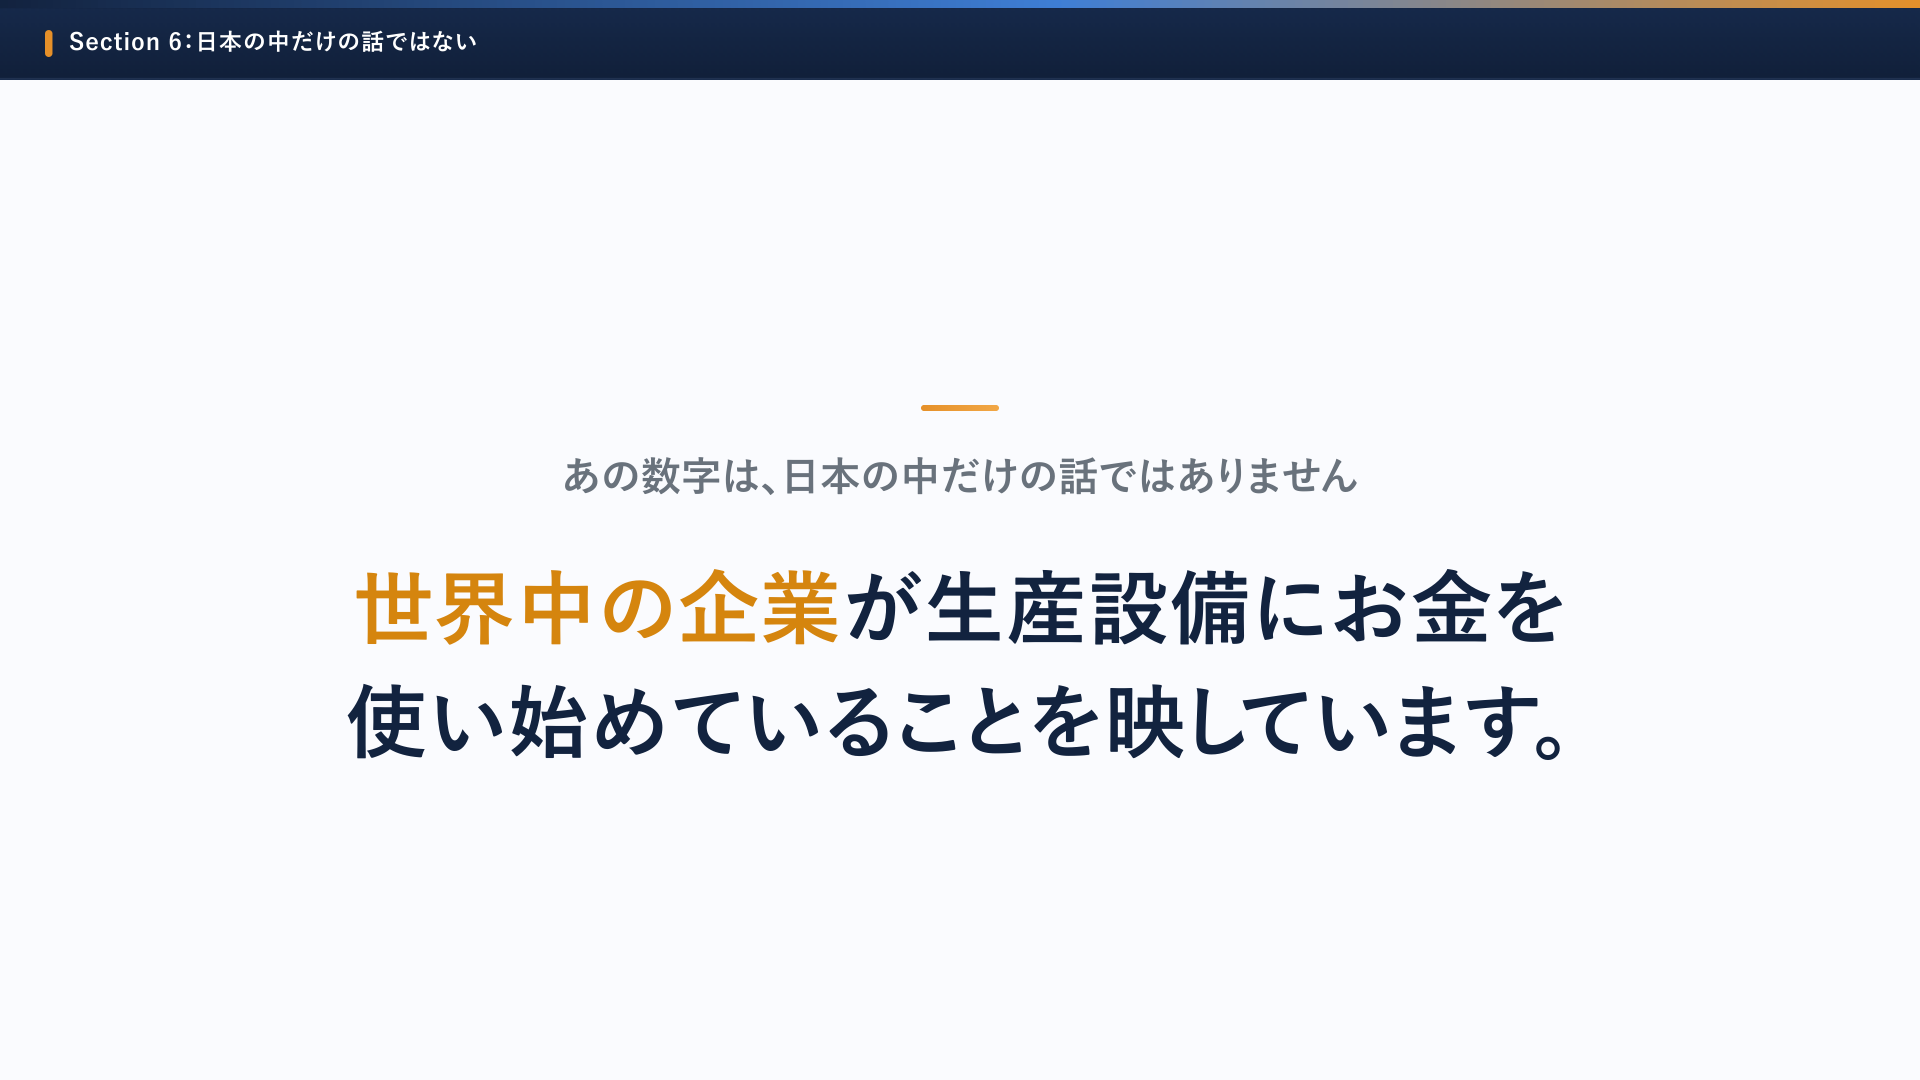 Section 6：日本の中だけの話ではない
あの数字は、日本の中だけの話ではありません
世界中の企業が生産設備にお金を
使い始めていることを映しています。